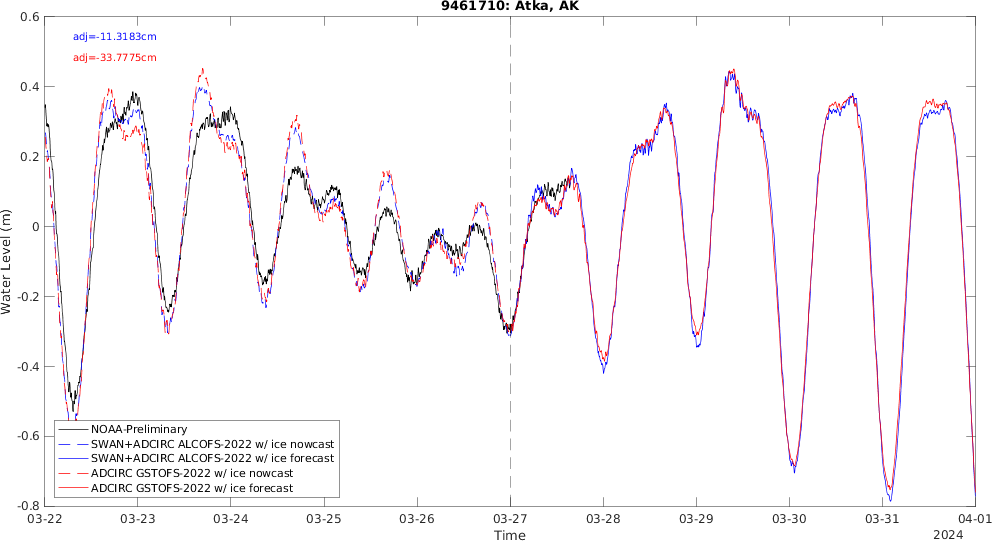 9461710: Atka, AK
adj=-11.3183cm
adj=-33.7775cm
Water Level (m)
0.6
0.4
0.2
0
-0.2
-0.4
-0.6
-0.8
NOAA-Preliminary
SWAN+ADCIRC ALCOFS-2022 w/ ice nowcast
SWAN+ADCIRC ALCOFS-2022 w/ ice forecast
ADCIRC GSTOFS-2022 w/ ice nowcast
ADCIRC GSTOFS-2022 w/ ice forecast
03-22 03-23 03-24 03-25 03-26 03-27 03-28 03-29 03-30 03-31 04-01
Time
2024